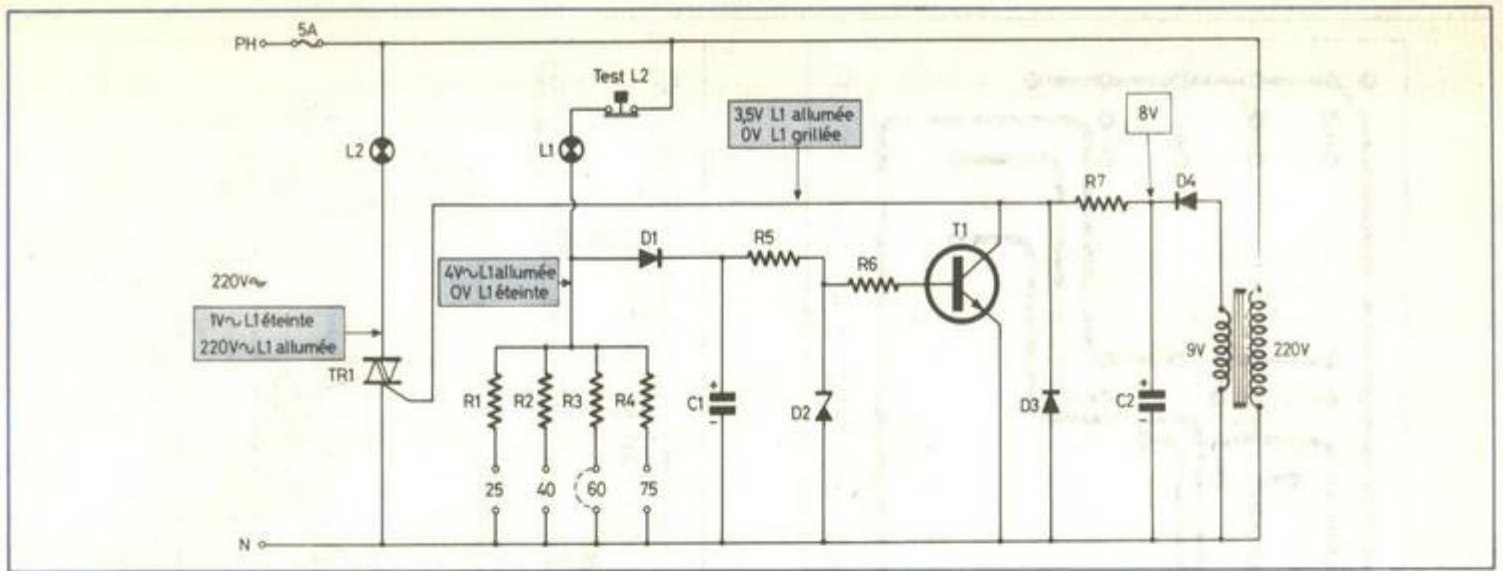 5A
PH
Test L2
3,5V L1 allumée
0V L1 grillée
8V
L2
L1
R7
D4
D1
R5
T1
R6
4V~L1 allumée
0V L1 éteinte
220V~
1V~ L1 éteinte
220V~ L1 allumée
TR1
9V
220V
R1
R2
R3
R4
C1
+
-
D2
D3
C2
+
-
25
40
60
75
N